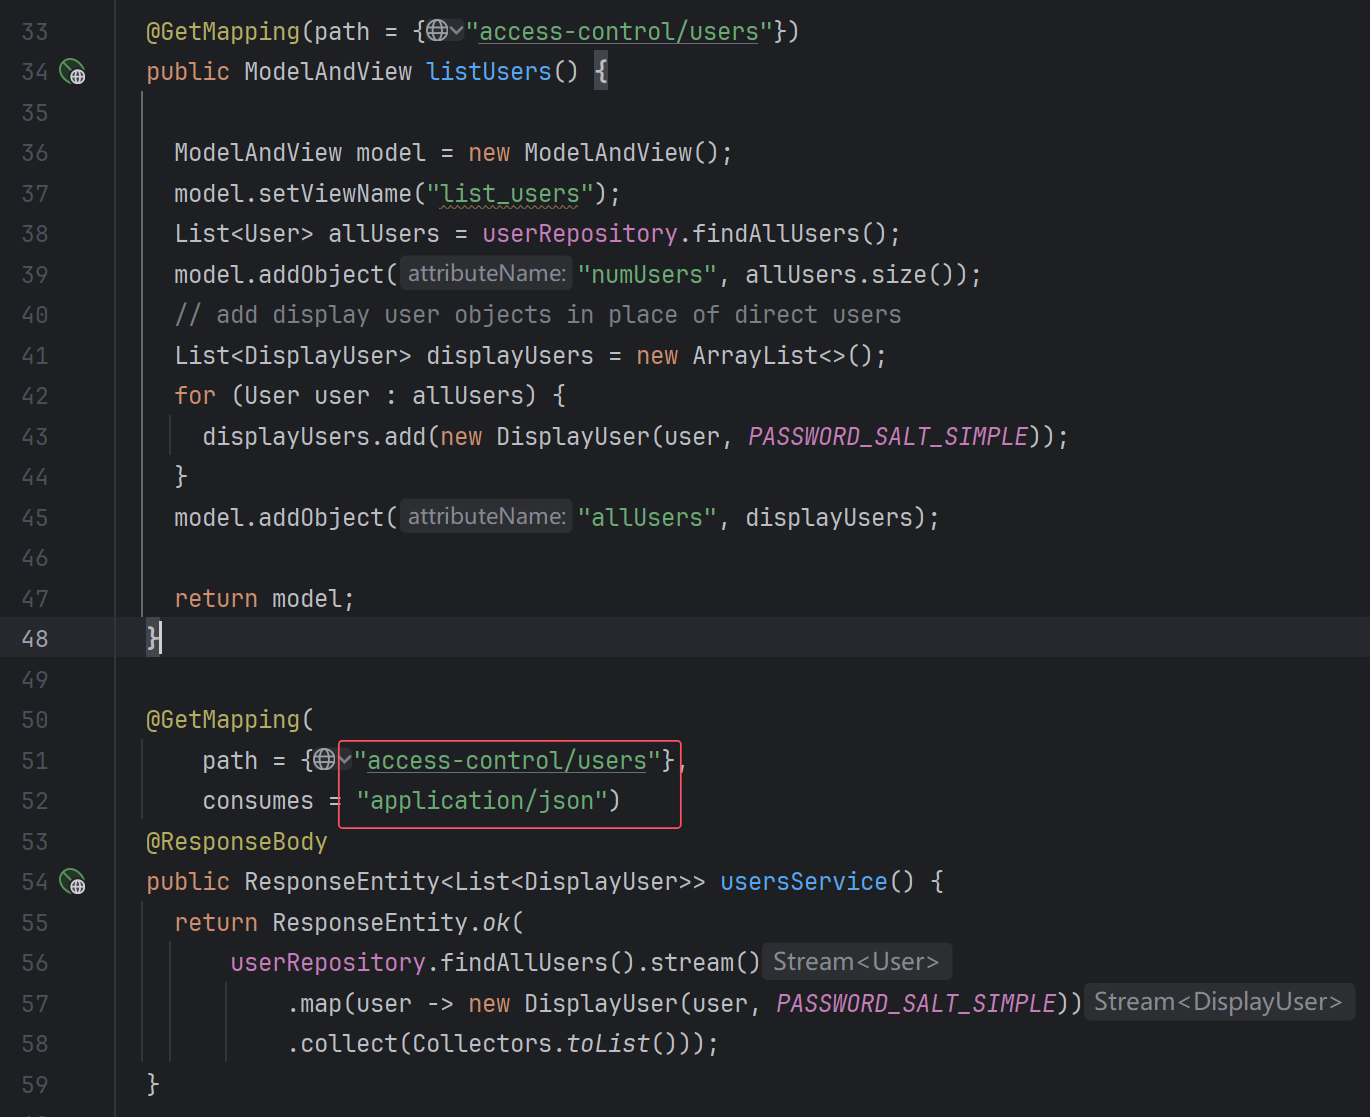 33 @GetMapping(path = {"access-control/users"})
34 public ModelAndView listUsers() {
35
36 ModelAndView model = new ModelAndView();
37 model.setViewName("list_users");
38 List<User> allUsers = userRepository.findAllUsers();
39 model.addObject( attributeName: "numUsers", allUsers.size());
40 // add display user objects in place of direct users
41 List<DisplayUser> displayUsers = new ArrayList<>();
42 for (User user : allUsers) {
43 displayUsers.add(new DisplayUser(user, PASSWORD_SALT_SIMPLE));
44 }
45 model.addObject( attributeName: "allUsers", displayUsers);
46
47 return model;
48 }
49
50 @GetMapping(
51 path = {"access-control/users"},
52 consumes = "application/json")
53 @ResponseBody
54 public ResponseEntity<List<DisplayUser>> usersService() {
55 return ResponseEntity.ok(
56 userRepository.findAllUsers().stream() Stream<User>
57 .map(user -> new DisplayUser(user, PASSWORD_SALT_SIMPLE)) Stream<DisplayUser>
58 .collect(Collectors.toList()));
59 }